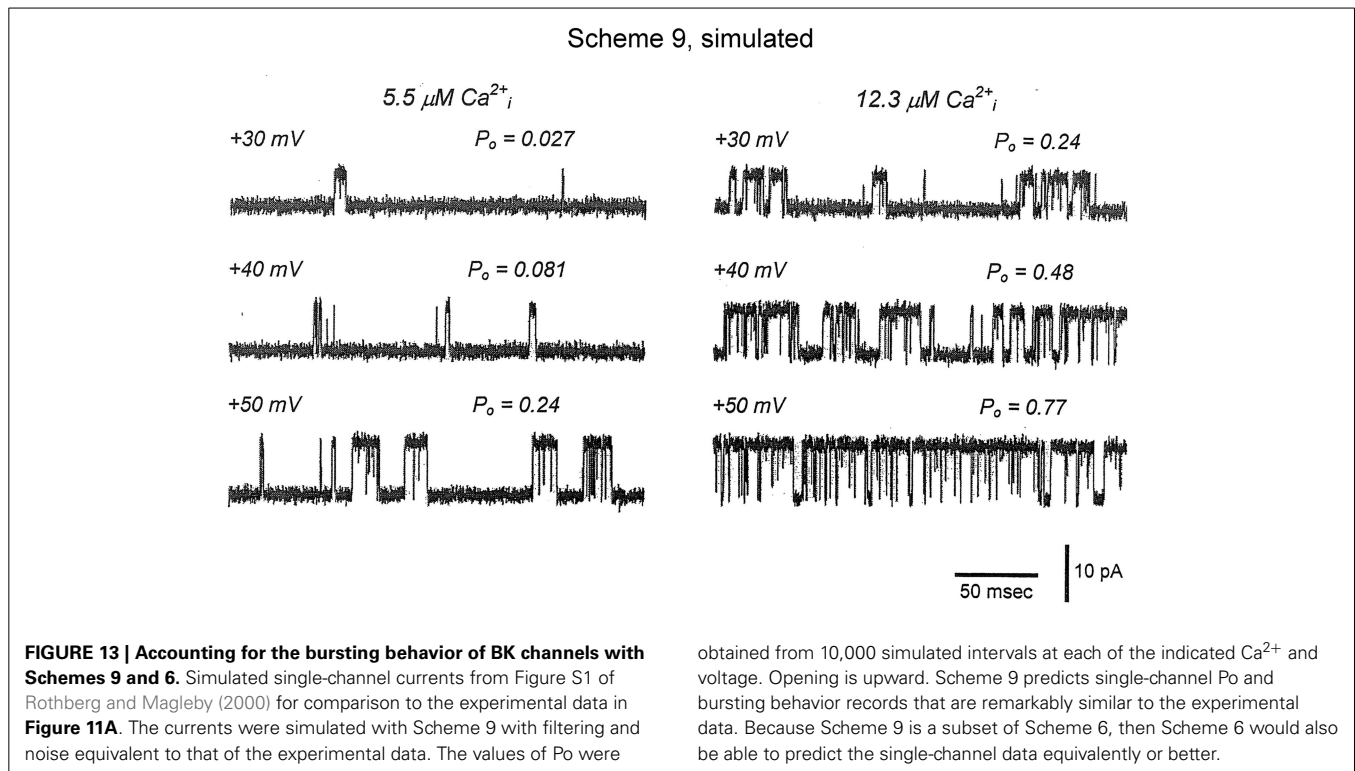 Scheme 9, simulated
5.5 μM Ca²⁺ᵢ
12.3 μM Ca²⁺ᵢ
+30 mV
Pₒ = 0.027
+30 mV
Pₒ = 0.24
+40 mV
Pₒ = 0.081
+40 mV
Pₒ = 0.48
+50 mV
Pₒ = 0.24
+50 mV
Pₒ = 0.77
10 pA
50 msec
FIGURE 13 | Accounting for the bursting behavior of BK channels with
Schemes 9 and 6. Simulated single-channel currents from Figure S1 of
Rothberg and Magleby (2000) for comparison to the experimental data in
Figure 11A. The currents were simulated with Scheme 9 with filtering and
noise equivalent to that of the experimental data. The values of Po were
obtained from 10,000 simulated intervals at each of the indicated Ca²⁺ and
voltage. Opening is upward. Scheme 9 predicts single-channel Po and
bursting behavior records that are remarkably similar to the experimental
data. Because Scheme 9 is a subset of Scheme 6, then Scheme 6 would also
be able to predict the single-channel data equivalently or better.